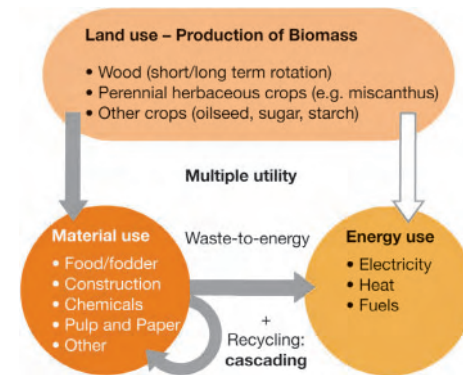 Land use – Production of Biomass
• Wood (short/long term rotation)
• Perennial herbaceous crops (e.g. miscanthus)
• Other crops (oilseed, sugar, starch)
Multiple utility
Material use
• Food/fodder
• Construction
• Chemicals
• Pulp and Paper
• Other
Waste-to-energy
+
Recycling:
cascading
Energy use
• Electricity
• Heat
• Fuels